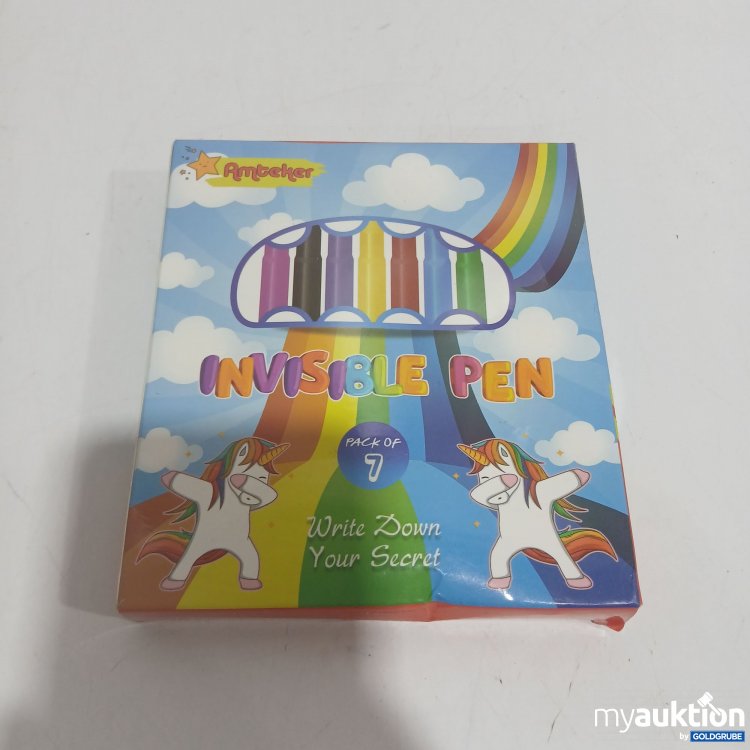 Amteker
INVISIBLE PEN
PACK OF
7
Write Down
Your Secret
myauktion
by GOLDGRUBE